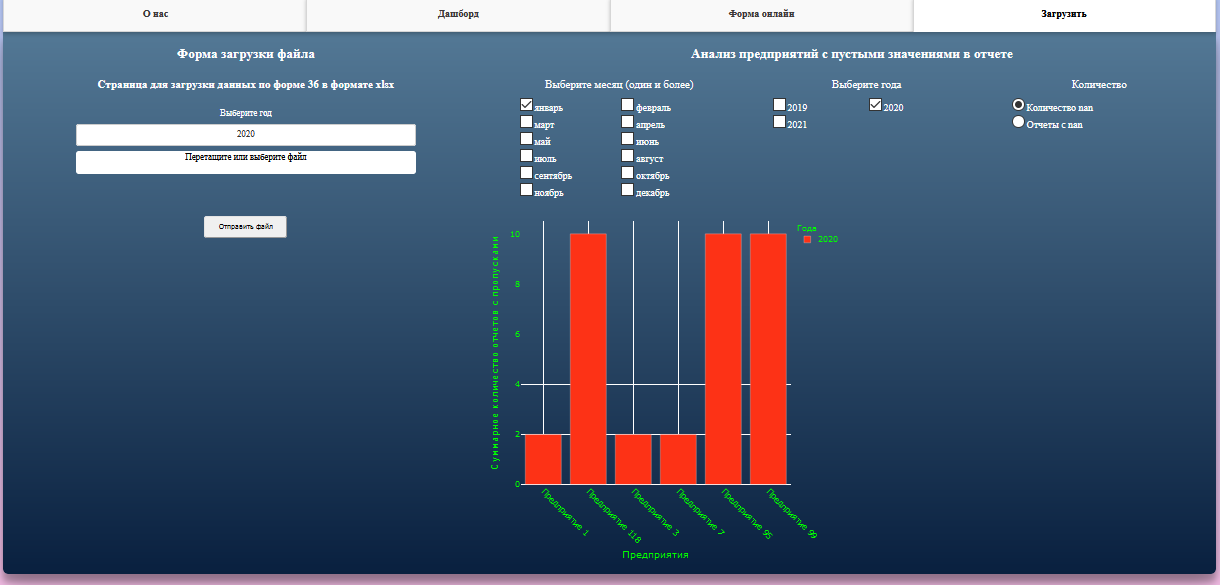 О нас
Дашборд
Форма онлайн
Загрузить
Форма загрузки файла
Страница для загрузки данных по форме 36 в формате xlsx
Выберите год
2020
Перетащите или выберите файл
Отправить файл
Анализ предприятий с пустыми значениями в отчете
Выберите месяц (один и более)
январь
февраль
март
апрель
май
июнь
июль
август
сентябрь
октябрь
ноябрь
декабрь
Выберите года
2019
2020
2021
Количество
Количество nan
Отчеты с nan
Суммарное количество отчетов с пропусками
10
8
6
4
2
0
Предприятие 1
Предприятие 118
Предприятие 3
Предприятие 7
Предприятие 95
Предприятие 99
Предприятия
Года
2020